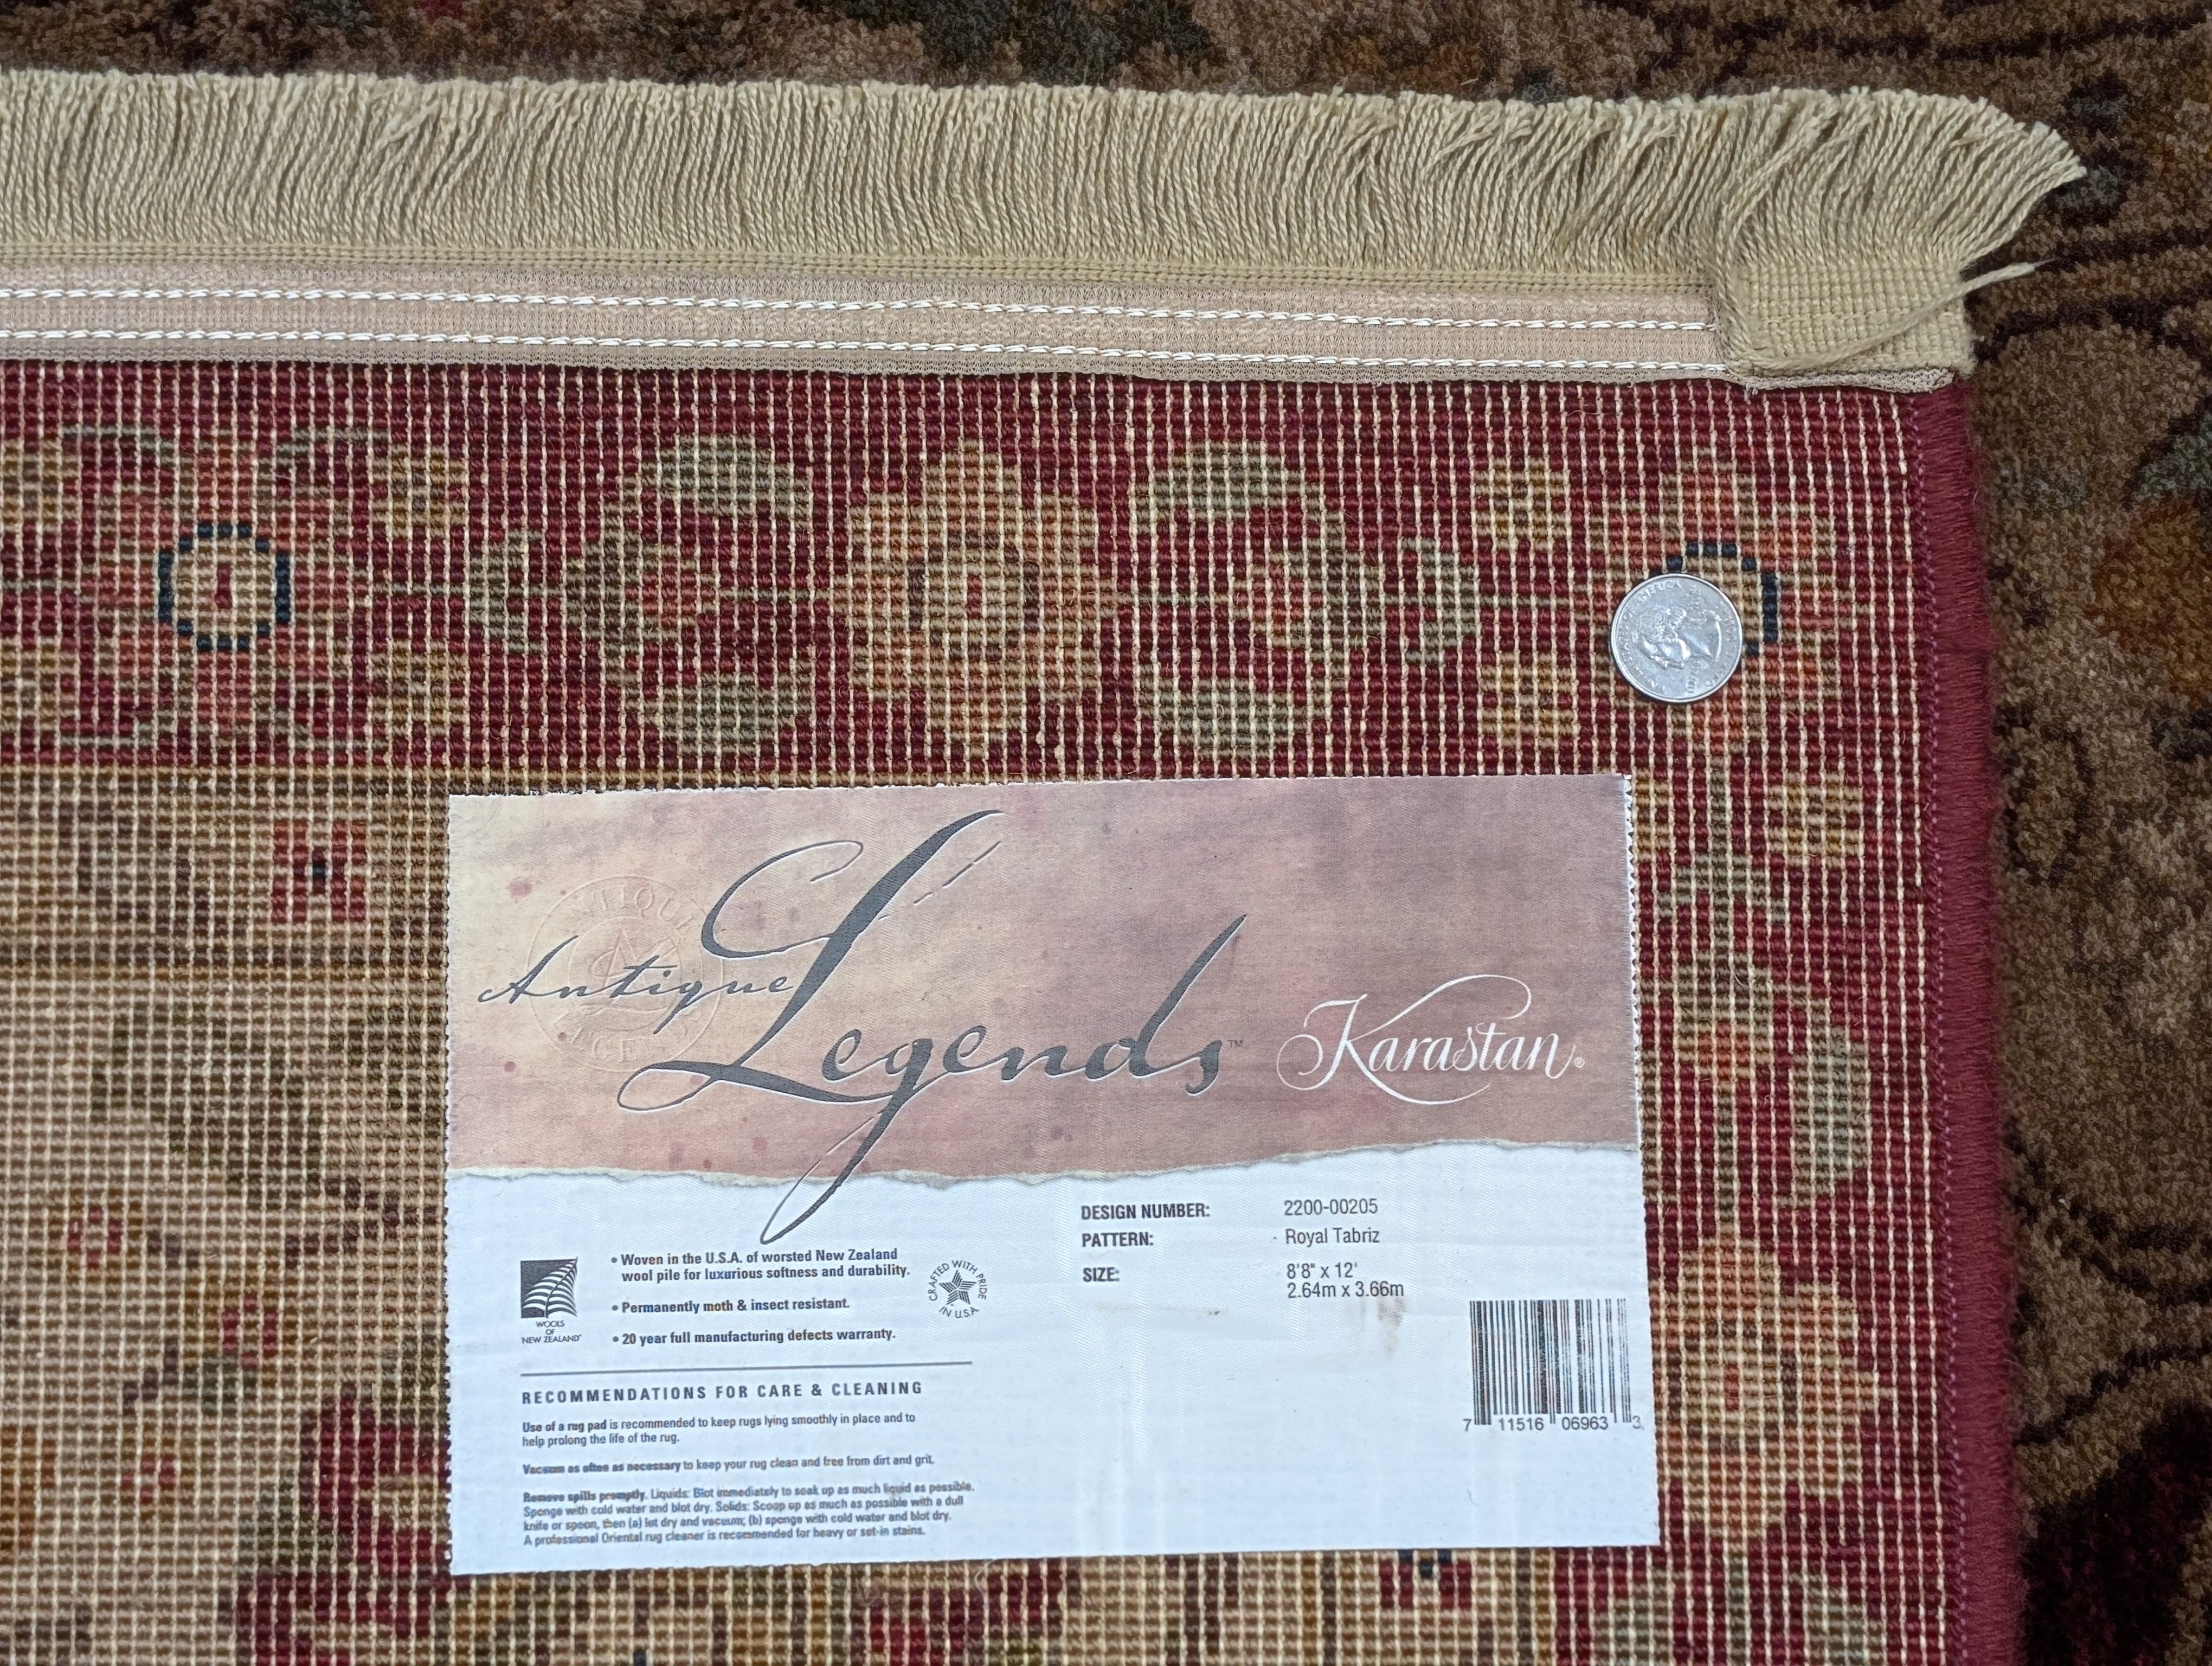 ANTIQUE
LEGENDS
Antique
Legends™
Karastan®
DESIGN NUMBER: 2200-00205
PATTERN: - Royal Tabriz
SIZE: 8'8" x 12'
2.64m x 3.66m
• Woven in the U.S.A. of worsted New Zealand
wool pile for luxurious softness and durability.
• Permanently moth & insect resistant.
• 20 year full manufacturing defects warranty.
WOOLS
OF
NEW ZEALAND
CRAFTED WITH PRIDE
IN U.S.A.
RECOMMENDATIONS FOR CARE & CLEANING
Use of a rug pad is recommended to keep rugs lying smoothly in place and to
help prolong the life of the rug.
Vacuum as often as necessary to keep your rug clean and free from dirt and grit.
Remove spills promptly. Liquids: Blot immediately to soak up as much liquid as possible.
Sponge with cold water and blot dry. Solids: Scoop up as much as possible with a dull
knife or spoon, then (a) let dry and vacuum; (b) sponge with cold water and blot dry.
A professional Oriental rug cleaner is recommended for heavy or set-in stains.
7 11516 06963 3